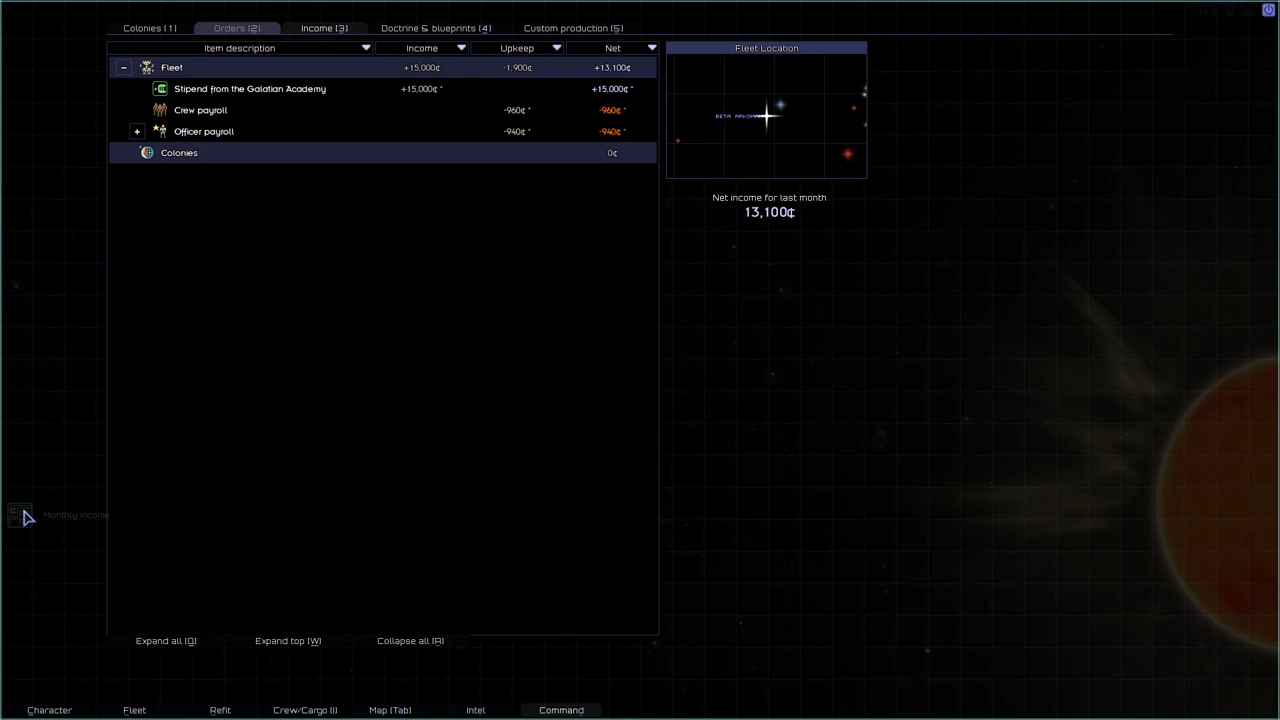 Colonies [1] Orders [2] Income [3] Doctrine & blueprints [4] Custom production [5]
Item description Income Upkeep Net
Fleet +15,000¢ -1,900¢ +13,100¢
Stipend from the Galatian Academy +15,000¢ * +15,000¢ *
Crew payroll -960¢ * -960¢ *
Officer payroll -940¢ * -940¢ *
Colonies 0¢
Fleet Location
Net income for last month
13,100¢
Monthly income
Expand all [Q] Expand top [W] Collapse all [A]
Character Fleet Refit Crew/Cargo [I] Map [Tab] Intel Command